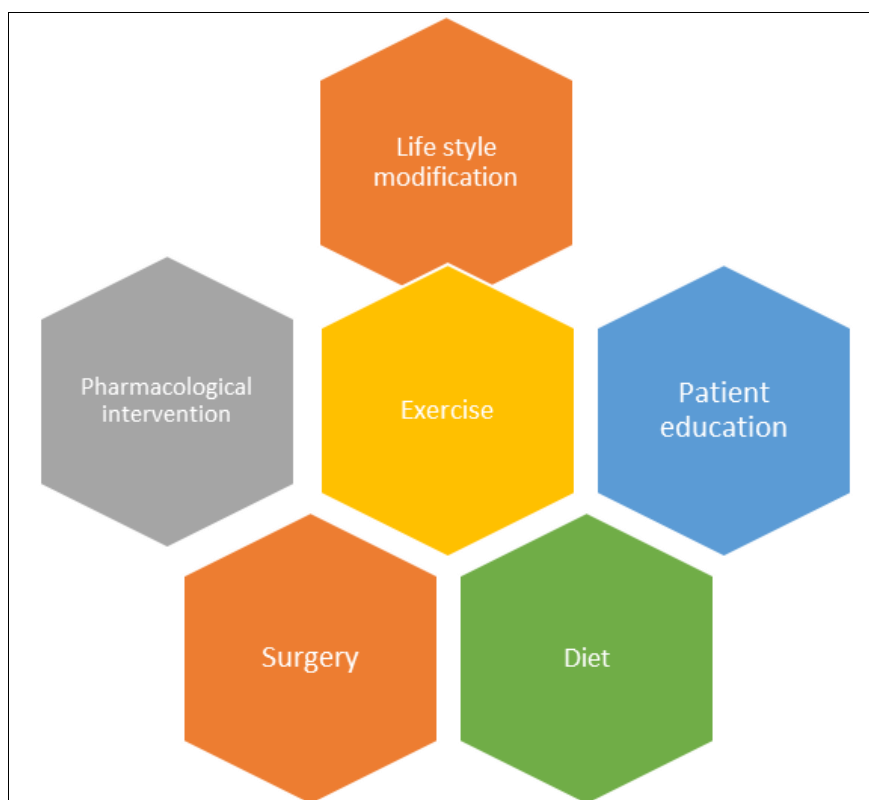 Life style
modification
Pharmacological
intervention
Exercise
Patient
education
Surgery
Diet